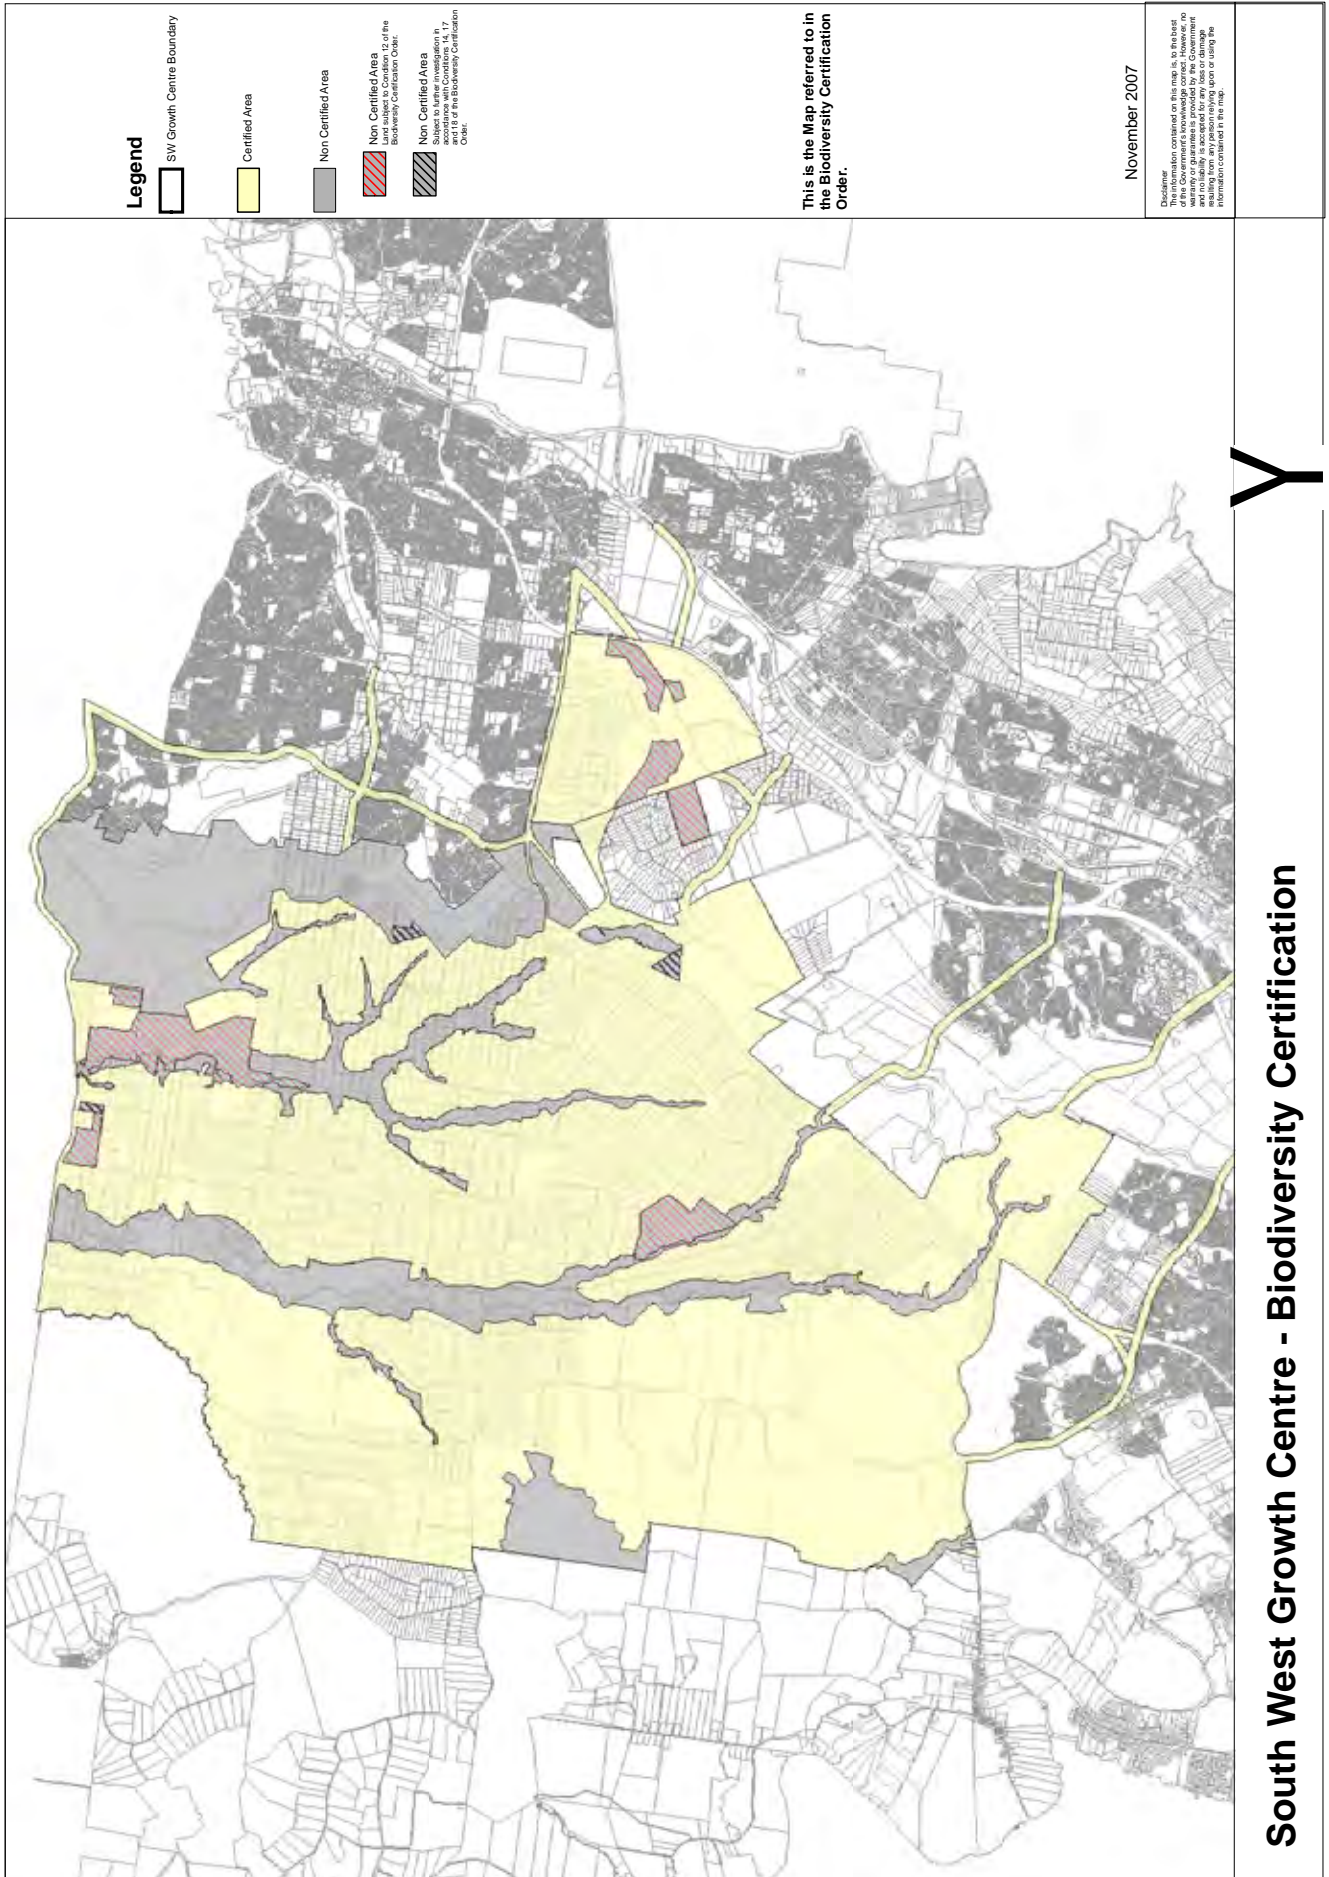 Legend
SW Growth Centre Boundary
Certified Area
Non Certified Area
Non Certified Area
Land subject to Condition 12 of the
Biodiversity Certification Order.
Non Certified Area
Subject to further investigation in
accordance with Conditions 14, 17
and 18 of the Biodiversity Certification
Order.
This is the Map referred to in
the Biodiversity Certification
Order.
November 2007
Disclaimer
The information contained on this map is, to the best
of the Government's knowlwedge correct. However, no
warranty or guarantee is provided by the Government
and no liability is accepted for any loss or damage
resulting from any person relying upon or using the
information contained in the map.
South West Growth Centre - Biodiversity Certification
Y